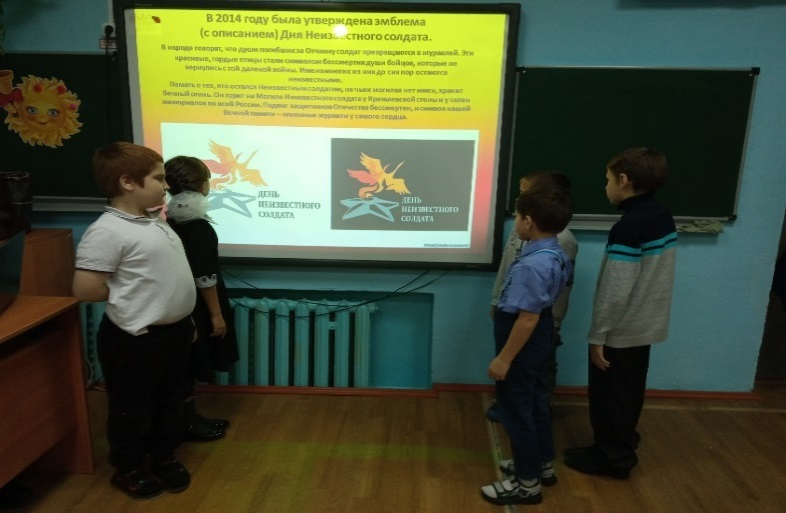 В 2014 году была утверждена эмблема
(с описанием) Дня Неизвестного солдата.
В народе говорят, что души погибших за Отчизну солдат превращаются в журавлей. Эти
красивые, гордые птицы стали символом бессмертия души бойцов, которые не
вернулись с той далекой войны. Имена многих из них до сих пор остаются
неизвестными.
Память о тех, кто остался Неизвестным солдатом, на чьих могилах нет имен, хранит
Вечный огонь. Он горит на Могиле Неизвестного солдата у Кремлевской стены и у сотен
мемориалов по всей России. Подвиг защитников Отечества бессмертен, и символ нашей
Вечной памяти — огненные журавли у самого сердца.
ДЕНЬ
НЕИЗВЕСТНОГО
СОЛДАТА
ДЕНЬ
НЕИЗВЕСТНОГО
СОЛДАТА